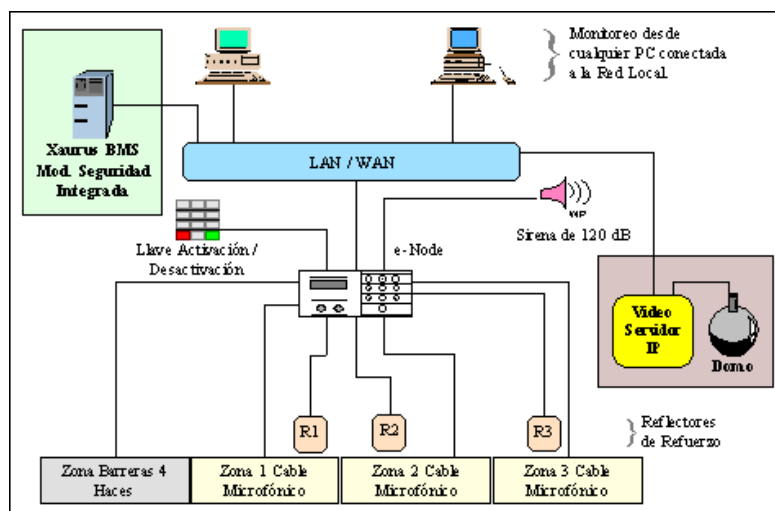 Monitoreo desde
cualquier PC conectada
a la Red Local
Xaurus BMS
Mod. Seguridad
Integrada
LAN / WAN
Llave Activación /
Desactivación
e-Node
Sirena de 120 dB
Video
Servidor
IP
Domo
R1
R2
R3
Reflectores
de Refuerzo
Zona Barreras 4
Haces
Zona 1 Cable
Microfónico
Zona 2 Cable
Microfónico
Zona 3 Cable
Microfónico